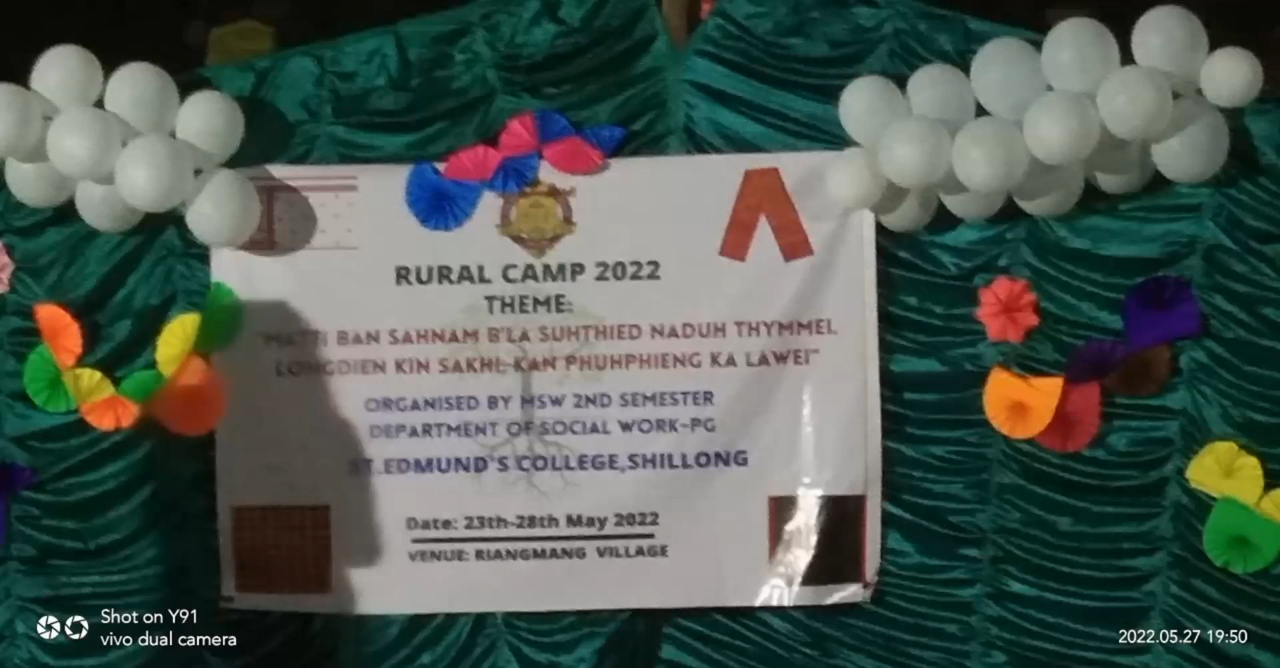 RURAL CAMP 2022
THEME:
BAN SAHNAM B'LA SUHTHIED NADUH THYMMEI
LONGDIEN KIN SAKHI KAN PHUHPHIENG KA LAWEI"
ORGANISED BY MSW 2ND SEMESTER
DEPARTMENT OF SOCIAL WORK-PG
ST.EDMUND'S COLLEGE,SHILLONG
Date: 23th-28th May 2022
VENUE: RIANGMANG VILLAGE
Shot on Y91
vivo dual camera
2022.05.27 19:50